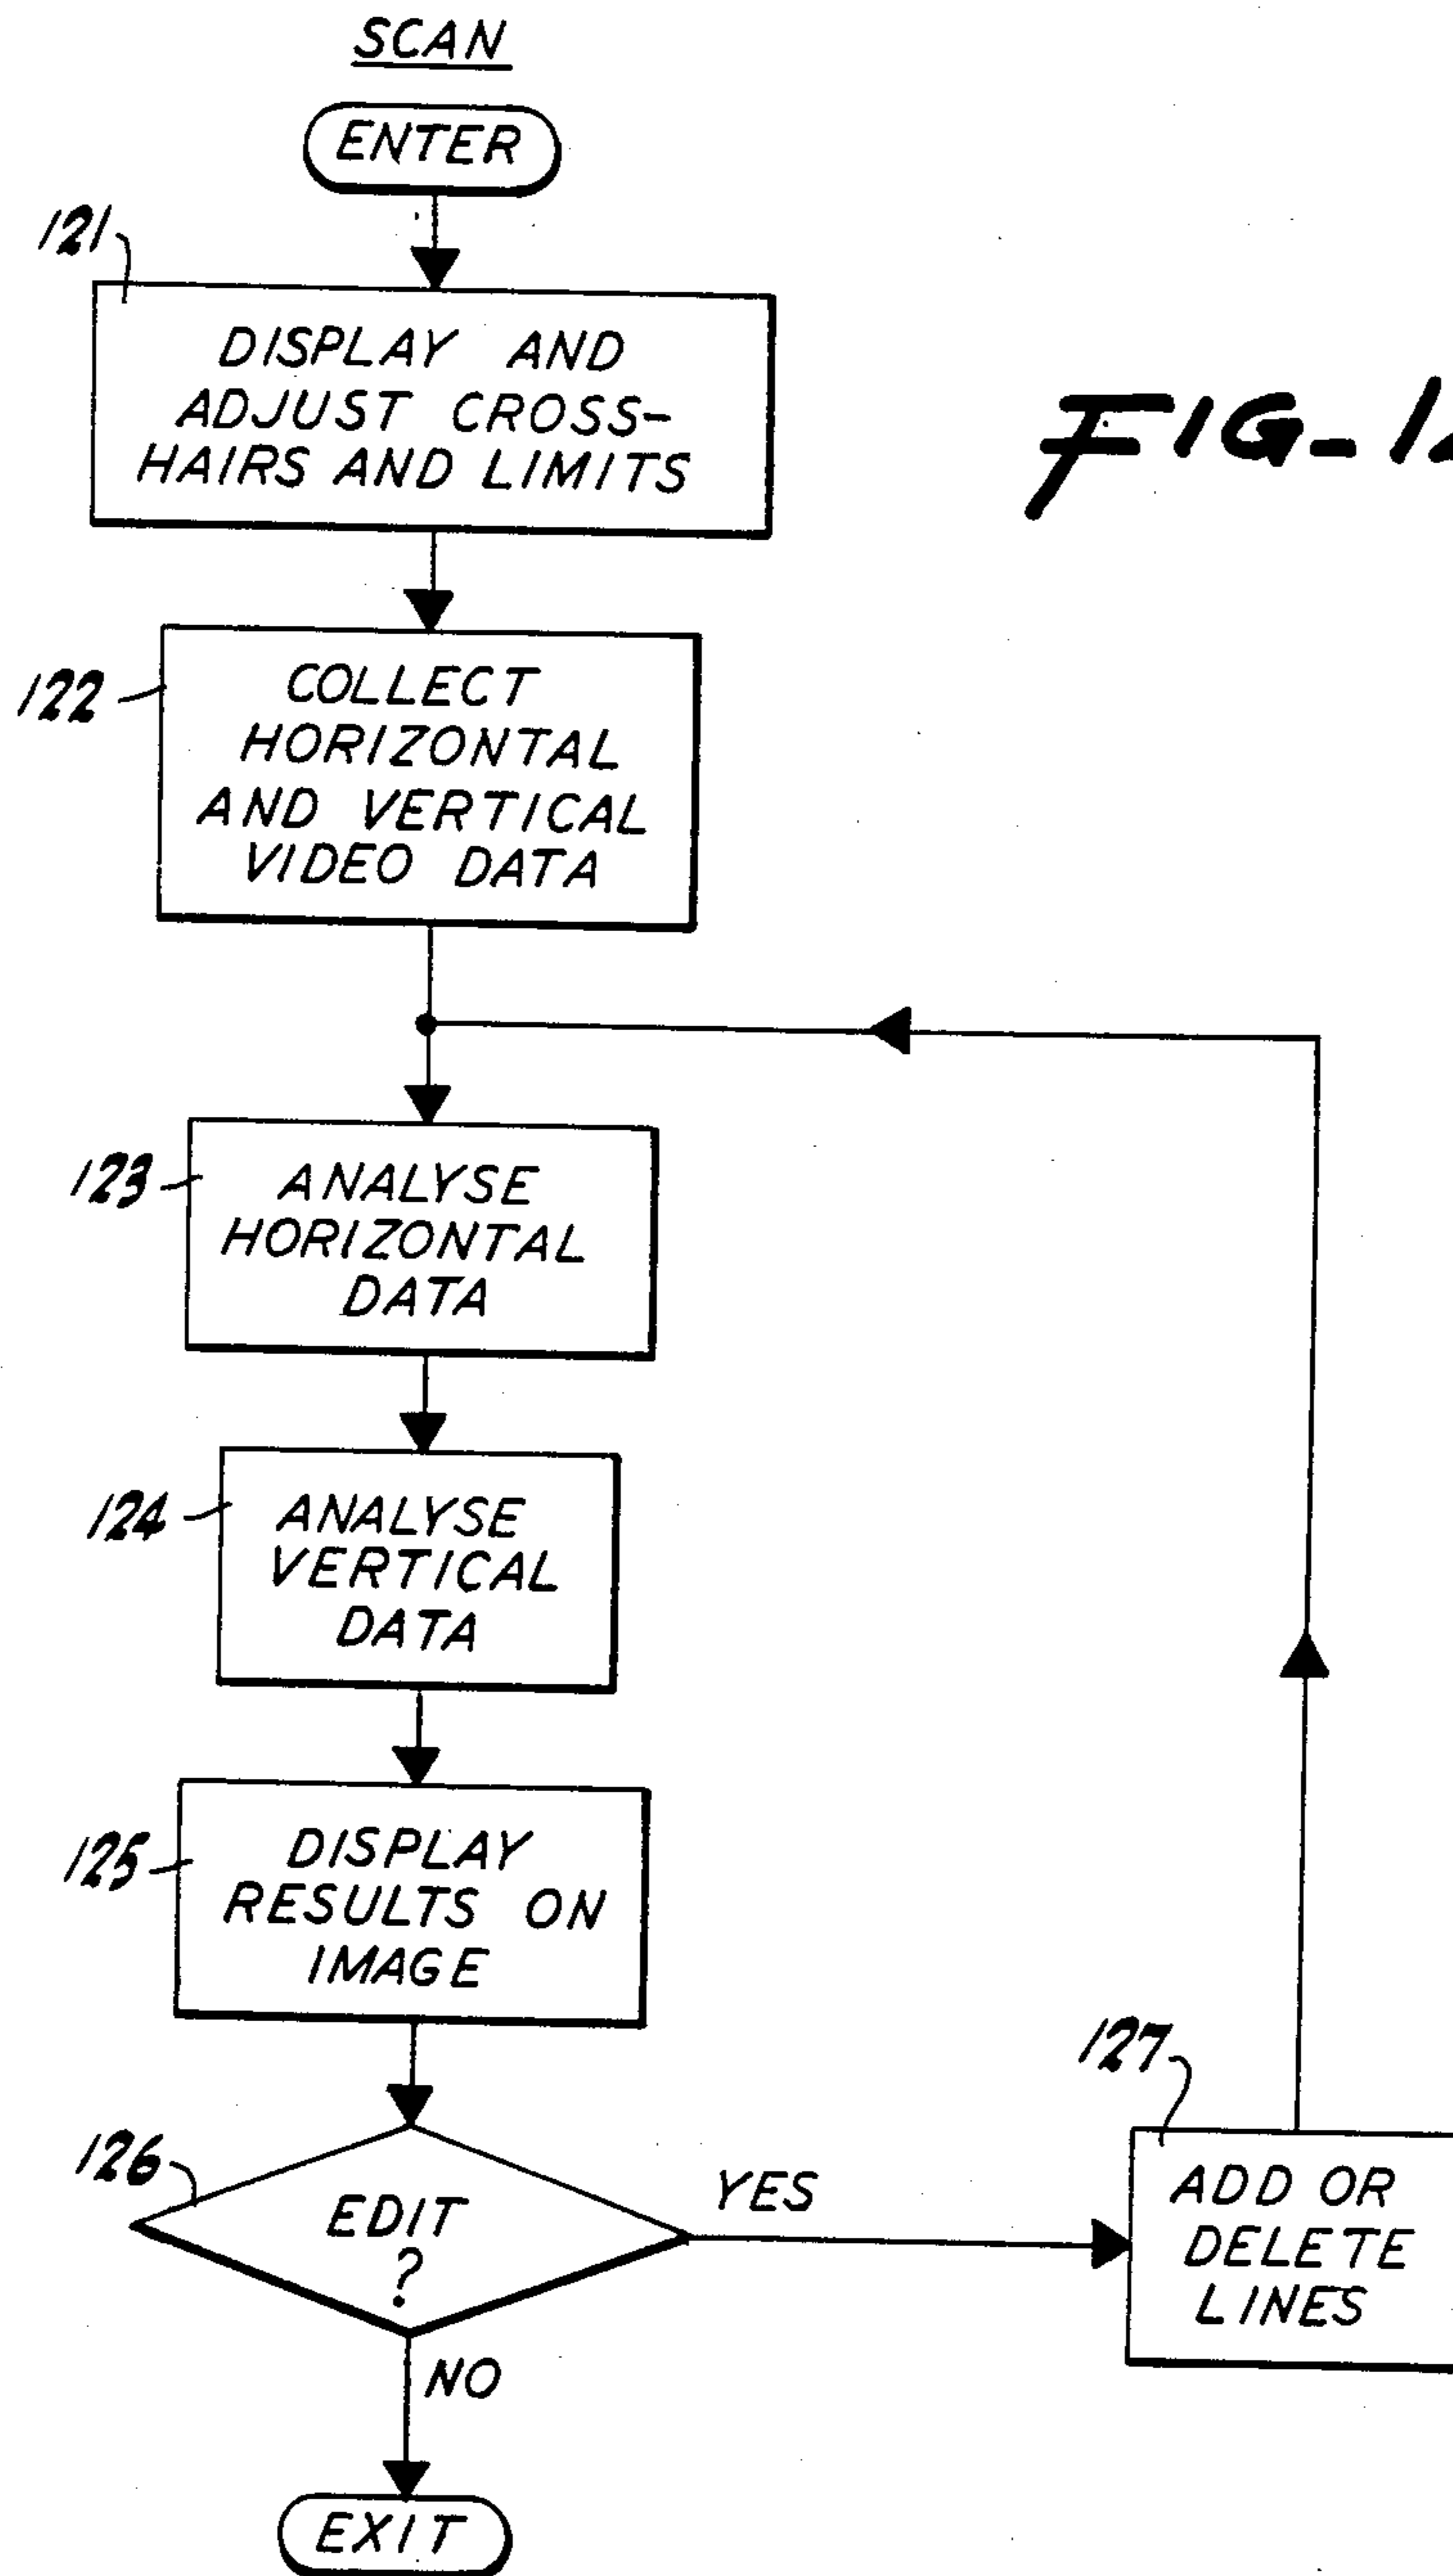 SCAN
ENTER
121
DISPLAY AND
ADJUST CROSS-
HAIRS AND LIMITS
122
COLLECT
HORIZONTAL
AND VERTICAL
VIDEO DATA
123
ANALYSE
HORIZONTAL
DATA
124
ANALYSE
VERTICAL
DATA
125
DISPLAY
RESULTS ON
IMAGE
126
EDIT
?
YES
NO
EXIT
127
ADD OR
DELETE
LINES
FIG-1